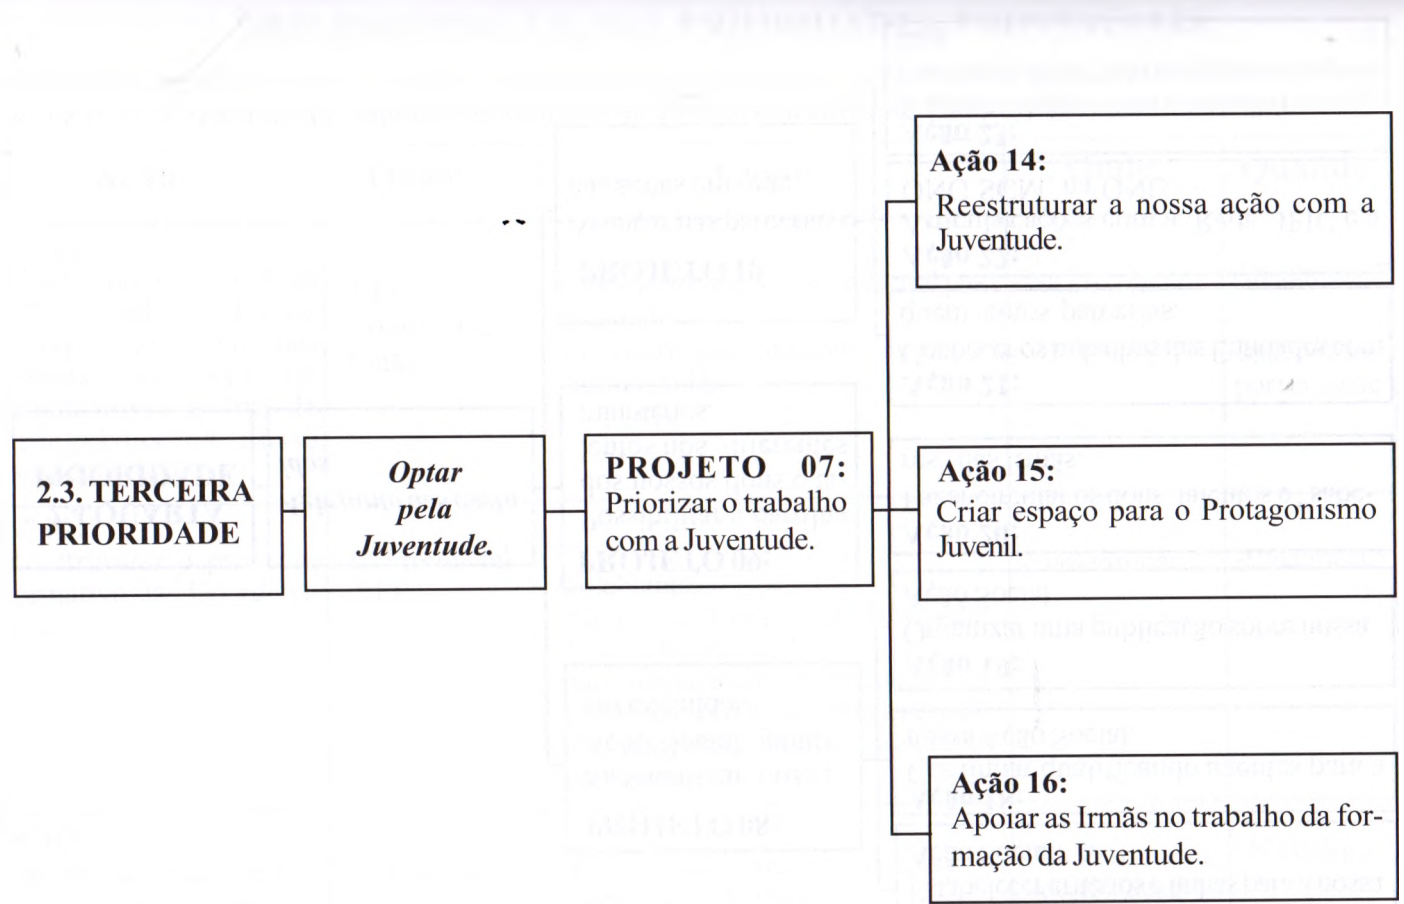 2.3. TERCEIRA
PRIORIDADE
Optar
pela
Juventude.
PROJETO 07:
Priorizar o trabalho
com a Juventude.
Ação 14:
Reestruturar a nossa ação com a
Juventude.
Ação 15:
Criar espaço para o Protagonismo
Juvenil.
Ação 16:
Apoiar as Irmãs no trabalho da for-
mação da Juventude.